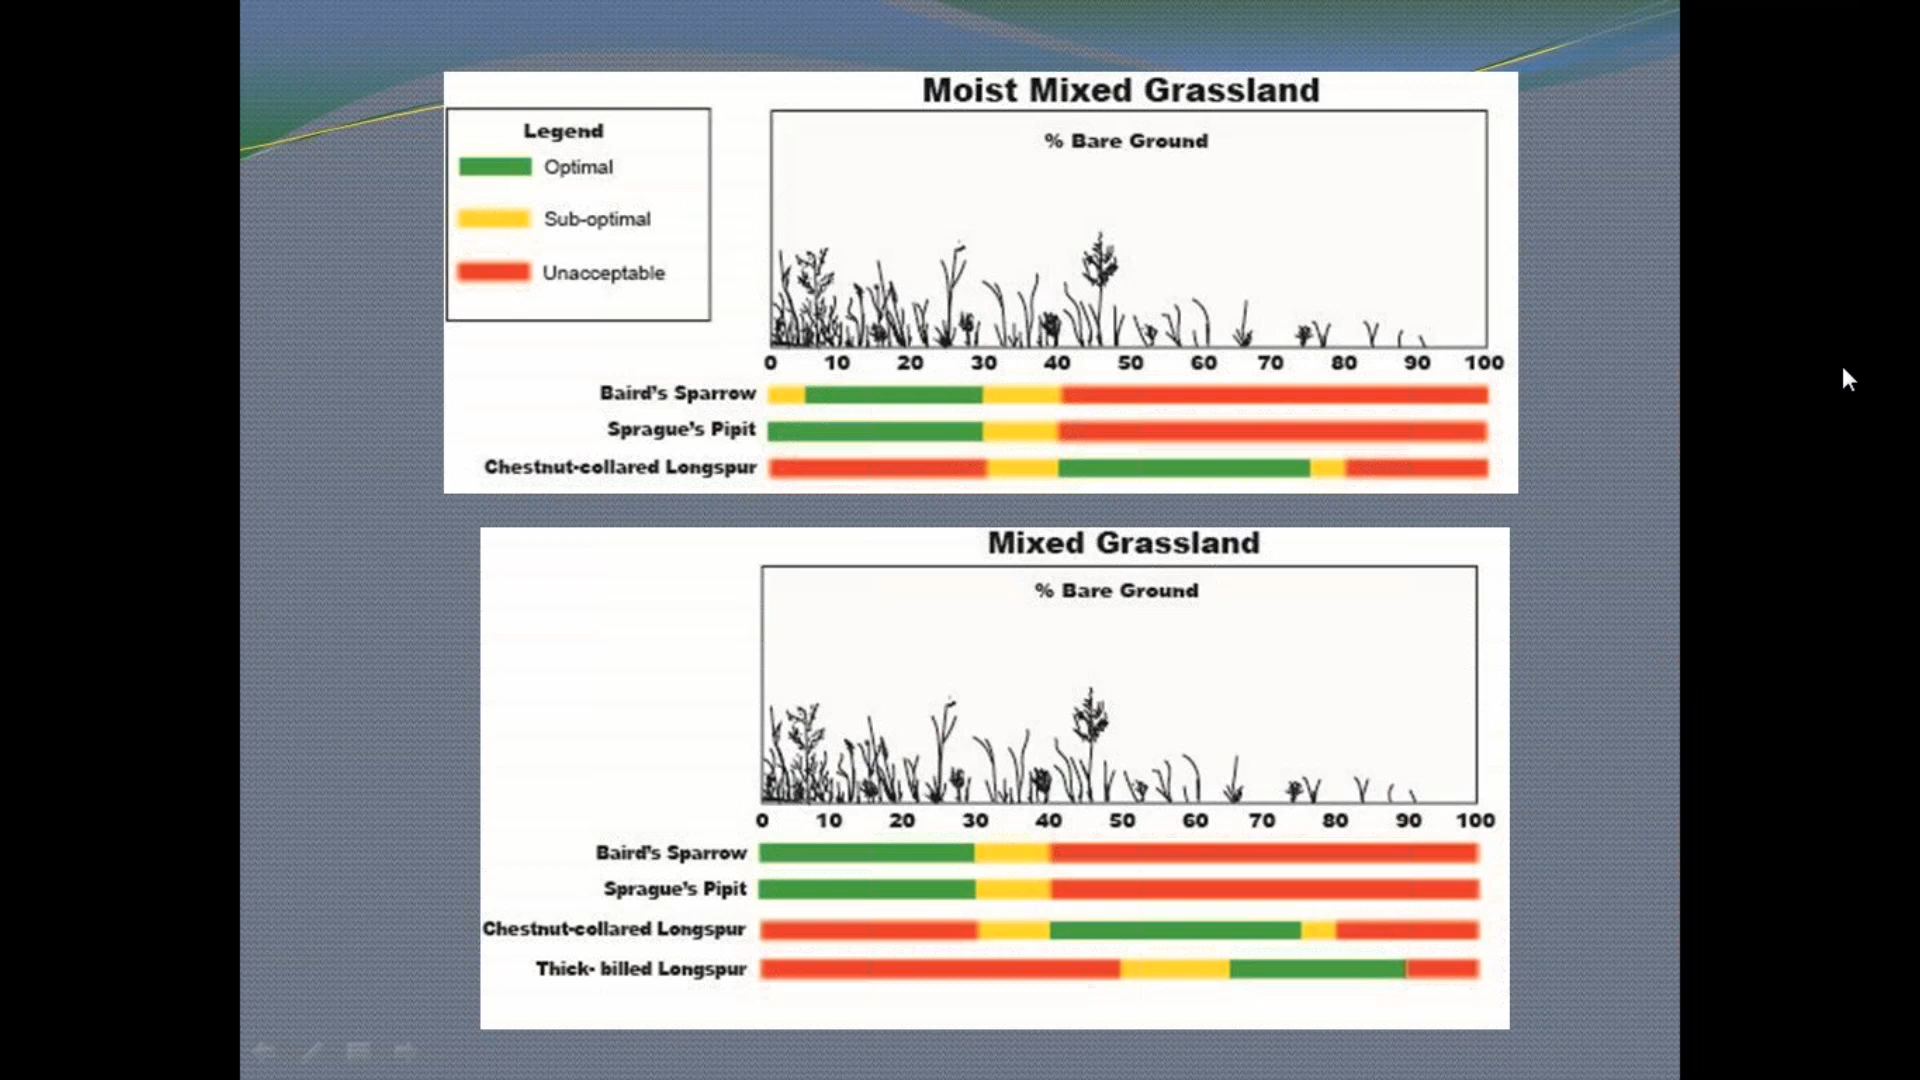 Moist Mixed Grassland
Legend
Optimal
Sub-optimal
Unacceptable
% Bare Ground
0 10 20 30 40 50 60 70 80 90 100
Baird's Sparrow
Sprague's Pipit
Chestnut-collared Longspur
Mixed Grassland
% Bare Ground
0 10 20 30 40 50 60 70 80 90 100
Baird's Sparrow
Sprague's Pipit
Chestnut-collared Longspur
Thick- billed Longspur